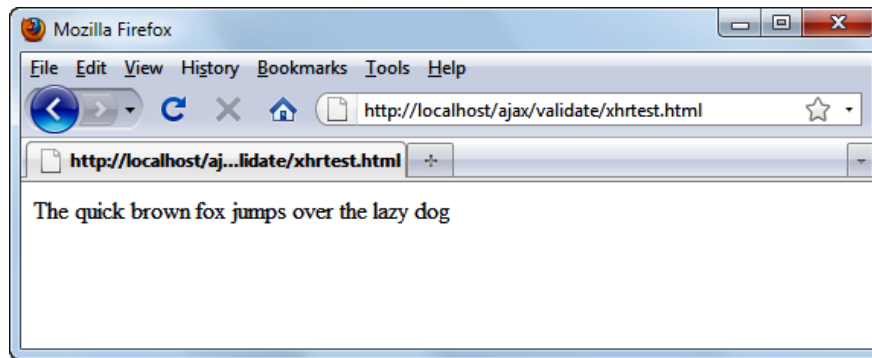 Mozilla Firefox
File Edit View History Bookmarks Tools Help
http://localhost/ajax/validate/xhrtest.html
http://localhost/aj...lidate/xhrtest.html
The quick brown fox jumps over the lazy dog